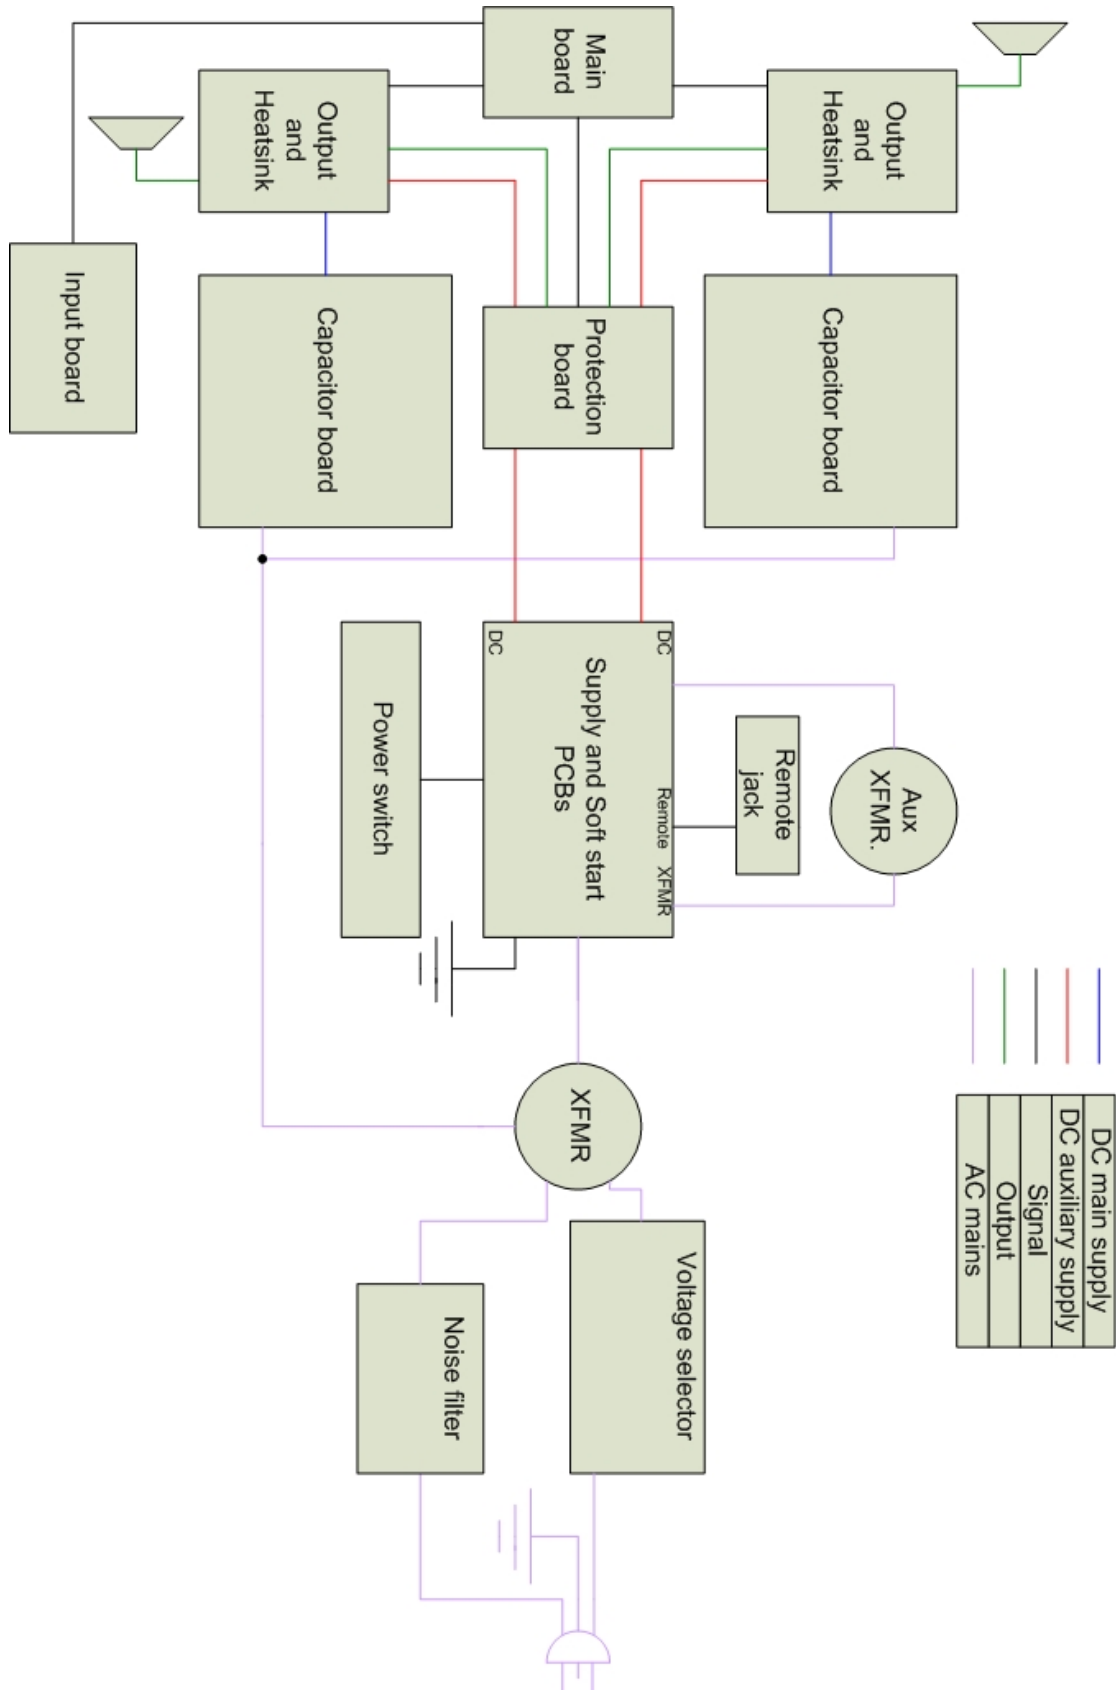 Main
board
Output
and
Heatsink
Output
and
Heatsink
Input board
Capacitor board
Protection
board
Capacitor board
DC
DC
Supply and Soft start
PCBs
Remote
XFMR
Power switch
Remote
jack
Aux
XFMR.
XFMR
Voltage selector
Noise filter
DC main supply
DC auxiliary supply
Signal
Output
AC mains